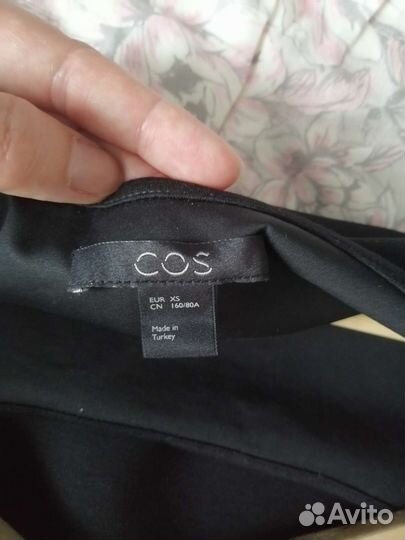 COS
EUR XS
CN 160/80A
Made in
Turkey
Avito